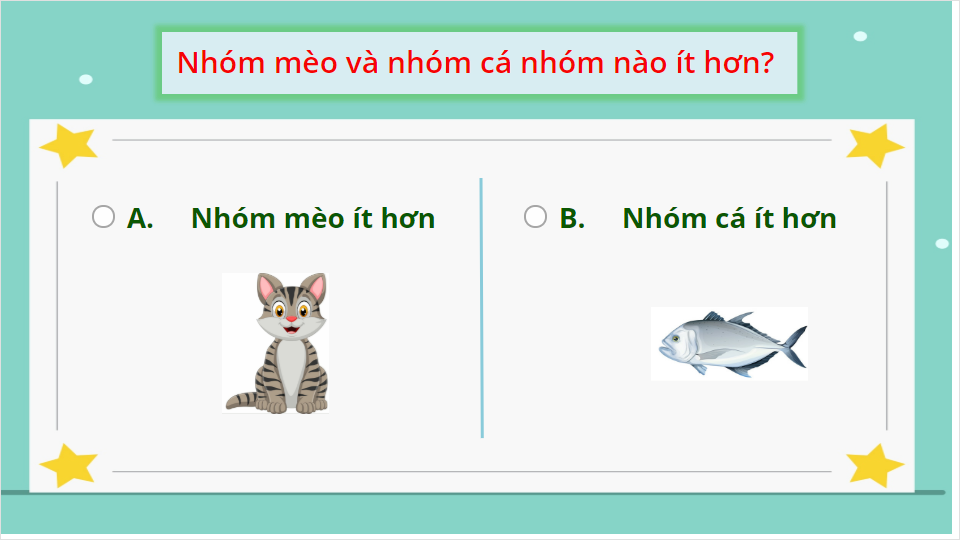 Nhóm mèo và nhóm cá nhóm nào ít hơn?
A. Nhóm mèo ít hơn
B. Nhóm cá ít hơn